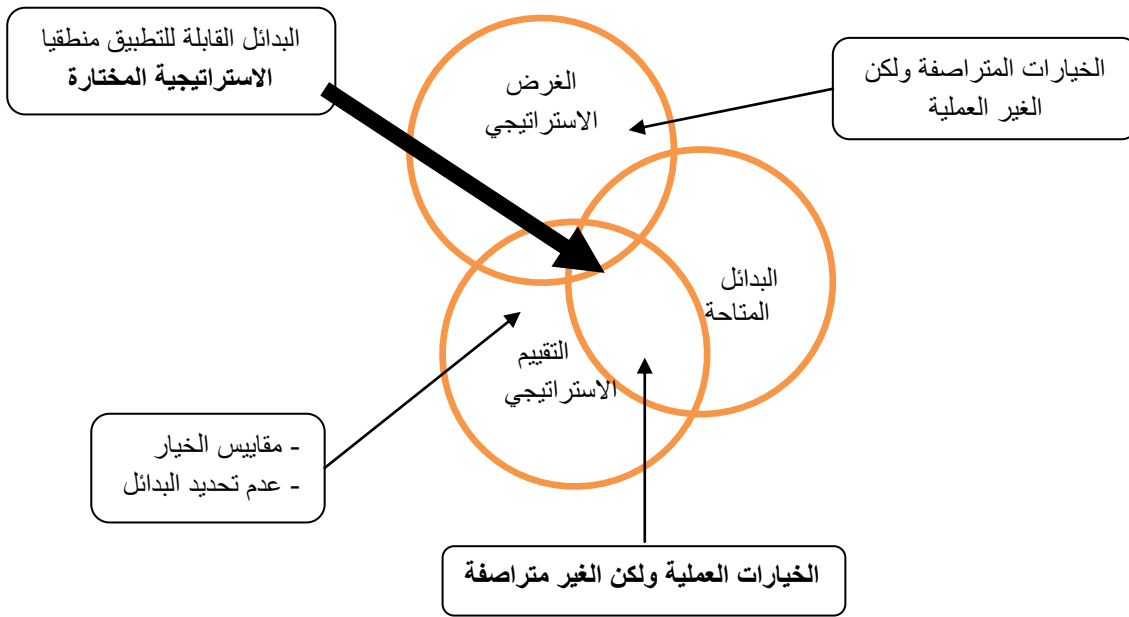 البدائل القابلة للتطبيق منطقيا
الاستراتيجية المختارة
الغرض
الاستراتيجي
الخيارات المتراصفة ولكن
الغير العملية
البدائل
المتاحة
التقييم
الاستراتيجي
- مقاييس الخيار
- عدم تحديد البدائل
الخيارات العملية ولكن الغير متراصفة